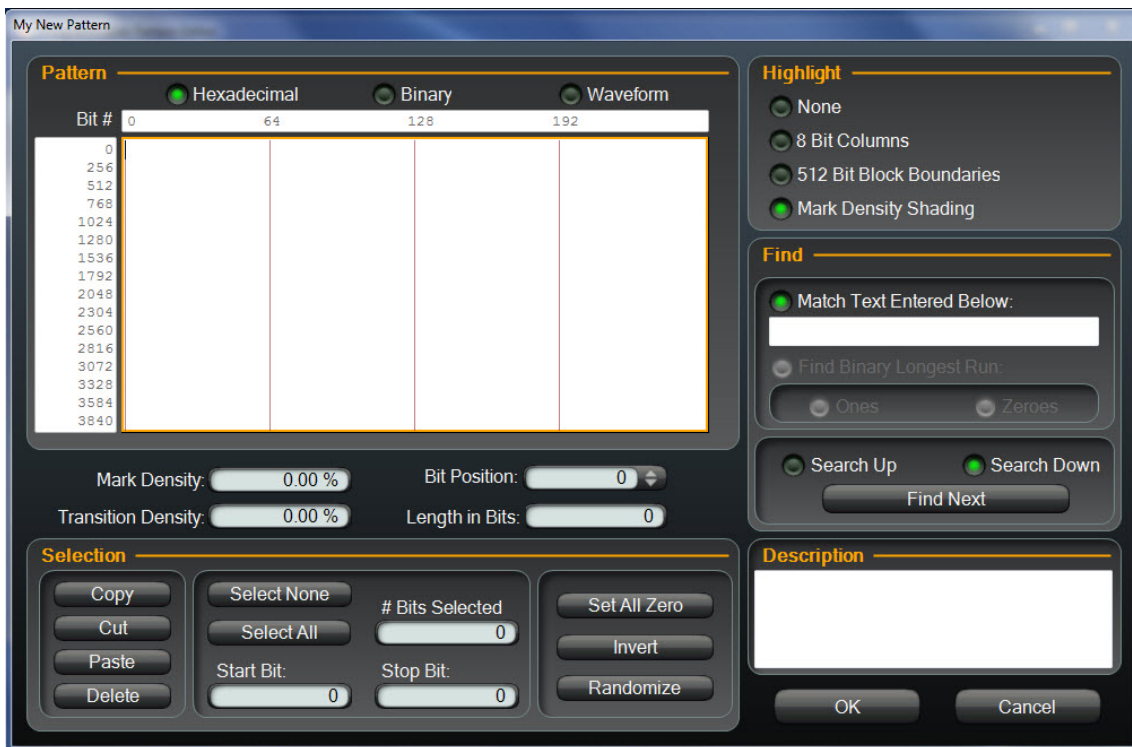 My New Pattern
Pattern
Hexadecimal Binary Waveform
Bit # 0 64 128 192
0
256
512
768
1024
1280
1536
1792
2048
2304
2560
2816
3072
3328
3584
3840
Mark Density: 0.00 % Bit Position: 0
Transition Density: 0.00 % Length in Bits: 0
Selection
Copy
Cut
Paste
Delete
Select None
Select All
# Bits Selected
0
Start Bit: Stop Bit:
0 0
Set All Zero
Invert
Randomize
Highlight
None
8 Bit Columns
512 Bit Block Boundaries
Mark Density Shading
Find
Match Text Entered Below:
Find Binary Longest Run:
Ones Zeroes
Search Up Search Down
Find Next
Description
OK Cancel